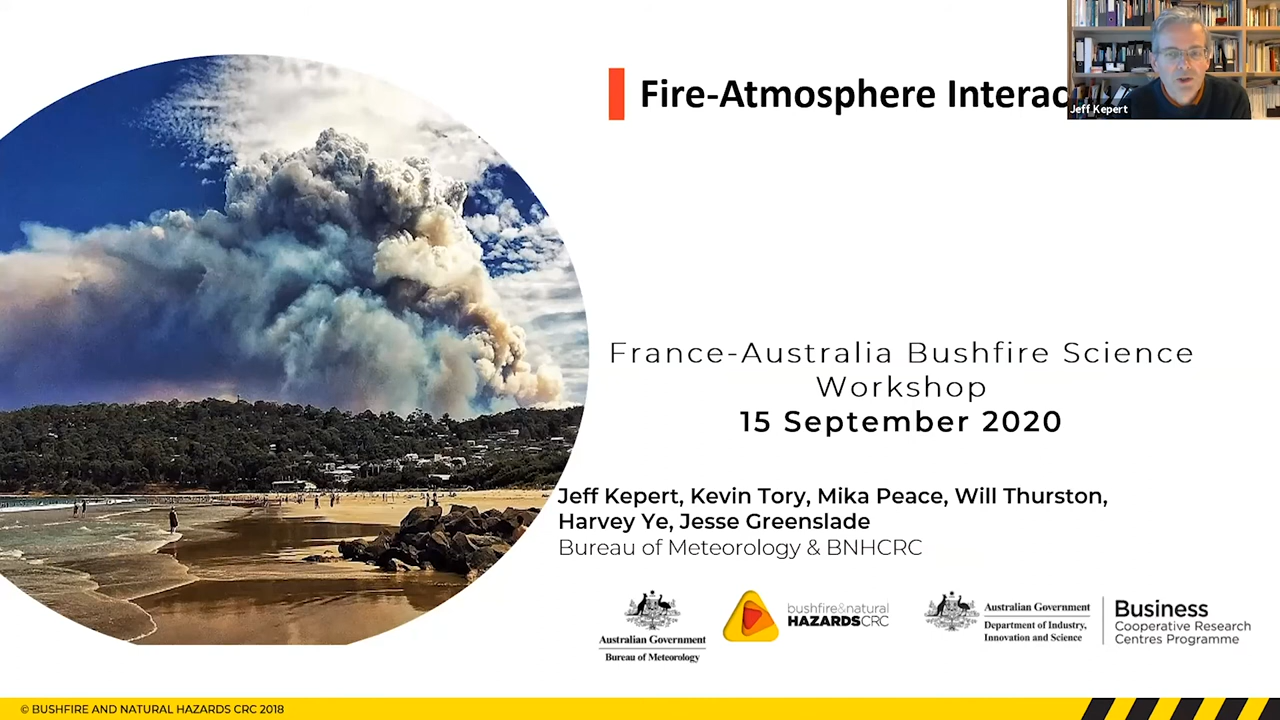 Fire-Atmosphere Interac
Jeff Kepert
France-Australia Bushfire Science
Workshop
15 September 2020
Jeff Kepert, Kevin Tory, Mika Peace, Will Thurston,
Harvey Ye, Jesse Greenslade
Bureau of Meteorology & BNHCRC
Australian Government
Bureau of Meteorology
bushfire&natural
HAZARDSCRC
Australian Government
Department of Industry,
Innovation and Science
Business
Cooperative Research
Centres Programme
© BUSHFIRE AND NATURAL HAZARDS CRC 2018